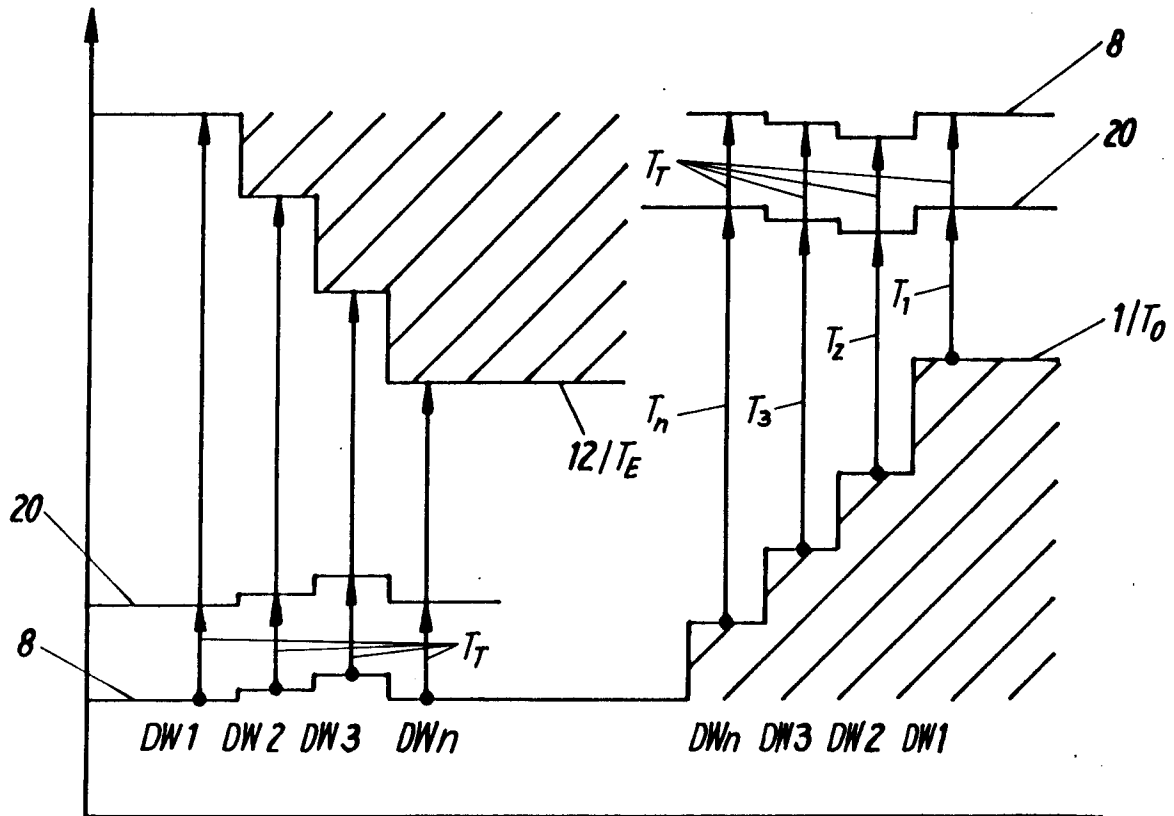 8
20
T_T
T_1
1/T_0
T_2
T_n
T_3
12/T_E
20
8
T_T
DW1 DW2 DW3 DWn
DWn DW3 DW2 DW1